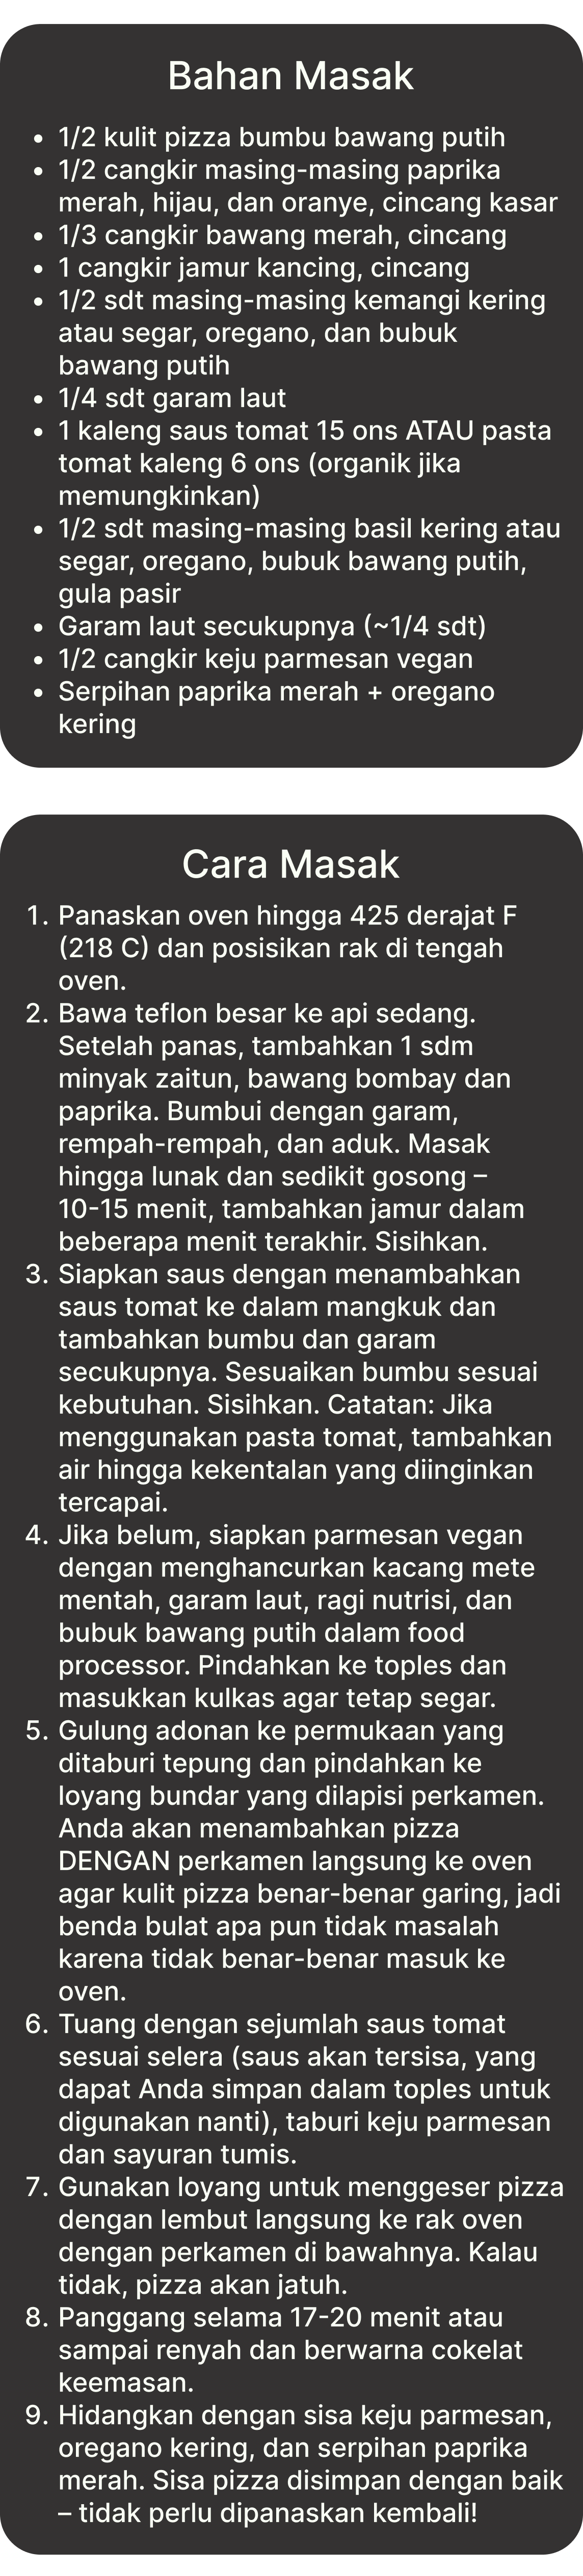 Bahan Masak
• 1/2 kulit pizza bumbu bawang putih
• 1/2 cangkir masing-masing paprika
merah, hijau, dan oranye, cincang kasar
• 1/3 cangkir bawang merah, cincang
• 1 cangkir jamur kancing, cincang
• 1/2 sdt masing-masing kemangi kering
atau segar, oregano, dan bubuk
bawang putih
• 1/4 sdt garam laut
• 1 kaleng saus tomat 15 ons ATAU pasta
tomat kaleng 6 ons (organik jika
memungkinkan)
• 1/2 sdt masing-masing basil kering atau
segar, oregano, bubuk bawang putih,
gula pasir
• Garam laut secukupnya (~1/4 sdt)
• 1/2 cangkir keju parmesan vegan
• Serpihan paprika merah + oregano
kering
Cara Masak
1. Panaskan oven hingga 425 derajat F
(218 C) dan posisikan rak di tengah
oven.
2. Bawa teflon besar ke api sedang.
Setelah panas, tambahkan 1 sdm
minyak zaitun, bawang bombay dan
paprika. Bumbui dengan garam,
rempah-rempah, dan aduk. Masak
hingga lunak dan sedikit gosong –
10-15 menit, tambahkan jamur dalam
beberapa menit terakhir. Sisihkan.
3. Siapkan saus dengan menambahkan
saus tomat ke dalam mangkuk dan
tambahkan bumbu dan garam
secukupnya. Sesuaikan bumbu sesuai
kebutuhan. Sisihkan. Catatan: Jika
menggunakan pasta tomat, tambahkan
air hingga kekentalan yang diinginkan
tercapai.
4. Jika belum, siapkan parmesan vegan
dengan menghancurkan kacang mete
mentah, garam laut, ragi nutrisi, dan
bubuk bawang putih dalam food
processor. Pindahkan ke toples dan
masukkan kulkas agar tetap segar.
5. Gulung adonan ke permukaan yang
ditaburi tepung dan pindahkan ke
loyang bundar yang dilapisi perkamen.
Anda akan menambahkan pizza
DENGAN perkamen langsung ke oven
agar kulit pizza benar-benar garing, jadi
benda bulat apa pun tidak masalah
karena tidak benar-benar masuk ke
oven.
6. Tuang dengan sejumlah saus tomat
sesuai selera (saus akan tersisa, yang
dapat Anda simpan dalam toples untuk
digunakan nanti), taburi keju parmesan
dan sayuran tumis.
7. Gunakan loyang untuk menggeser pizza
dengan lembut langsung ke rak oven
dengan perkamen di bawahnya. Kalau
tidak, pizza akan jatuh.
8. Panggang selama 17-20 menit atau
sampai renyah dan berwarna cokelat
keemasan.
9. Hidangkan dengan sisa keju parmesan,
oregano kering, dan serpihan paprika
merah. Sisa pizza disimpan dengan baik
– tidak perlu dipanaskan kembali!